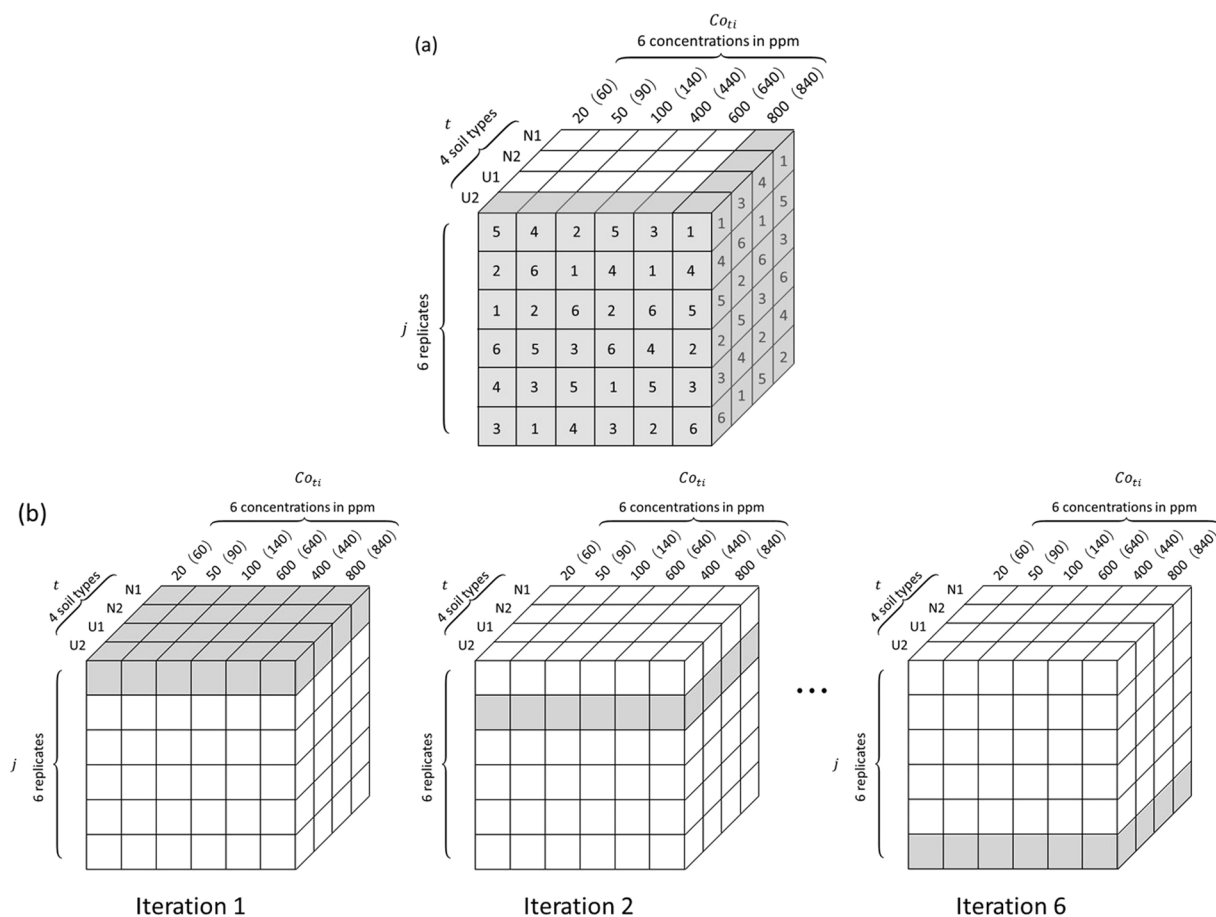 (a)
Co_ti
6 concentrations in ppm
20 (60)
50 (90)
100 (140)
400 (440)
600 (640)
800 (840)
t
4 soil types
N1
N2
U1
U2
j
6 replicates
5 4 2 5 3 1
2 6 1 4 1 4
1 2 6 2 6 5
6 5 3 6 4 2
4 3 5 1 5 3
3 1 4 3 2 6
1 3 4 1
4 6 1 5
5 2 6 3
2 5 3 6
3 4 2 4
6 1 5 2
(b)
Co_ti
6 concentrations in ppm
20 (60)
50 (90)
100 (140)
600 (640)
400 (440)
800 (840)
t
4 soil types
N1
N2
U1
U2
j
6 replicates
Iteration 1
Co_ti
6 concentrations in ppm
20 (60)
50 (90)
100 (140)
600 (640)
400 (440)
800 (840)
t
4 soil types
N1
N2
U1
U2
j
6 replicates
Iteration 2
...
Co_ti
6 concentrations in ppm
20 (60)
50 (90)
100 (140)
600 (640)
400 (440)
800 (840)
t
4 soil types
N1
N2
U1
U2
j
6 replicates
Iteration 6